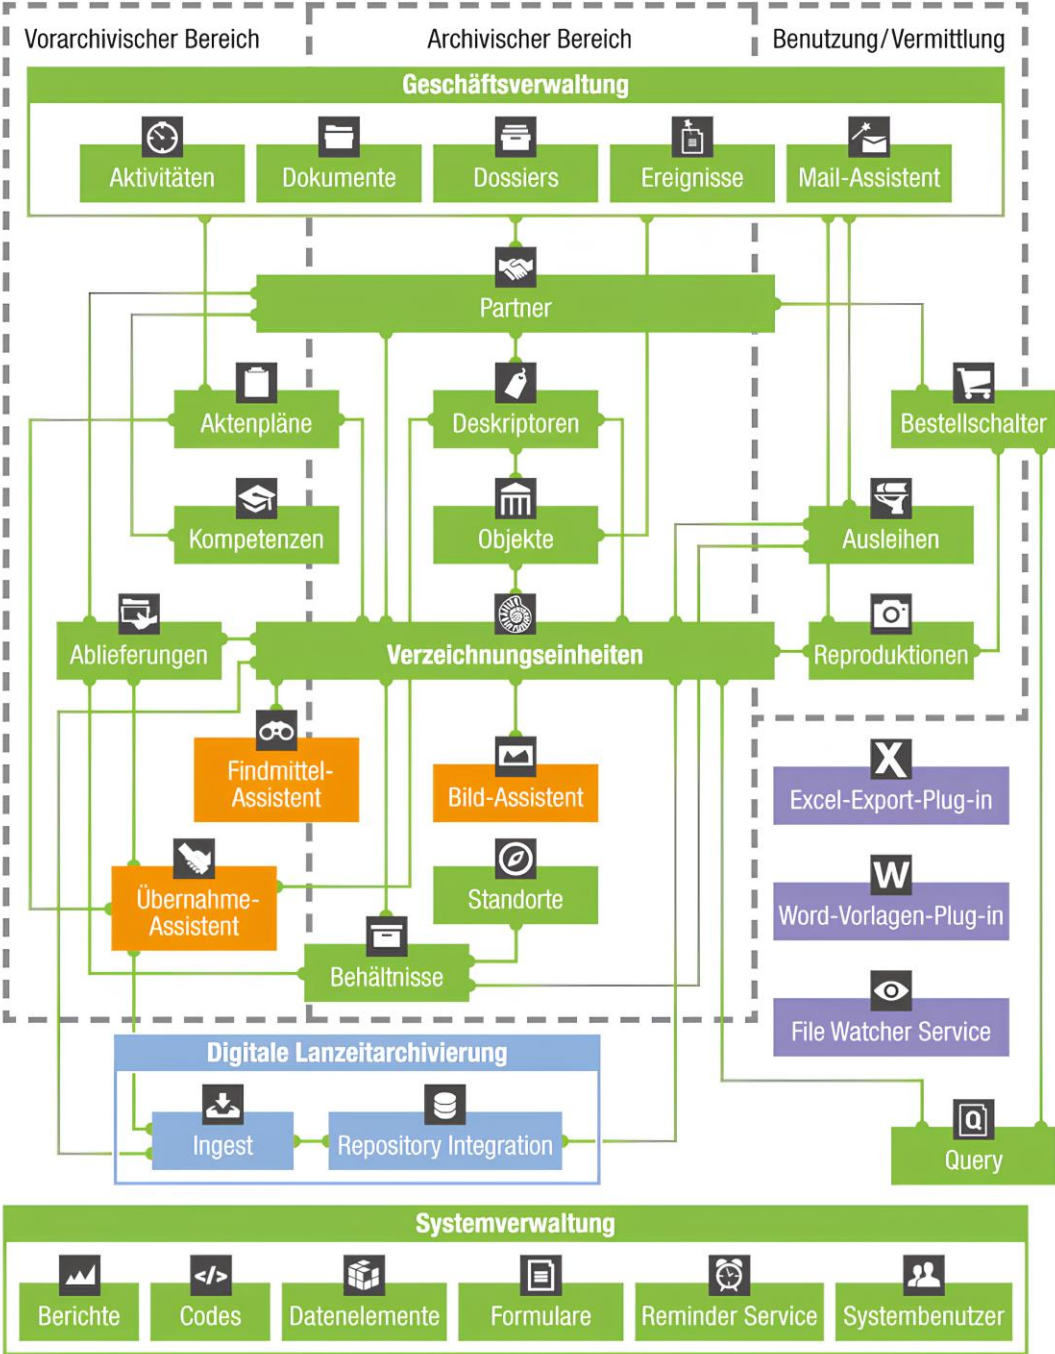 Vorarchivischer Bereich
Archivischer Bereich
Benutzung/Vermittlung
Geschäftsverwaltung
Aktivitäten
Dokumente
Dossiers
Ereignisse
Mail-Assistent
Partner
Aktenpläne
Deskriptoren
Bestellschalter
Kompetenzen
Objekte
Ausleihen
Ablieferungen
Verzeichnungseinheiten
Reproduktionen
Findmittel-
Assistent
Bild-Assistent
X
Excel-Export-Plug-in
Übernahme-
Assistent
Standorte
W
Word-Vorlagen-Plug-in
Behältnisse
File Watcher Service
Digitale Lanzeitarchivierung
Ingest
Repository Integration
Q
Query
Systemverwaltung
</>
Berichte
Codes
Datenelemente
Formulare
Reminder Service
Systembenutzer